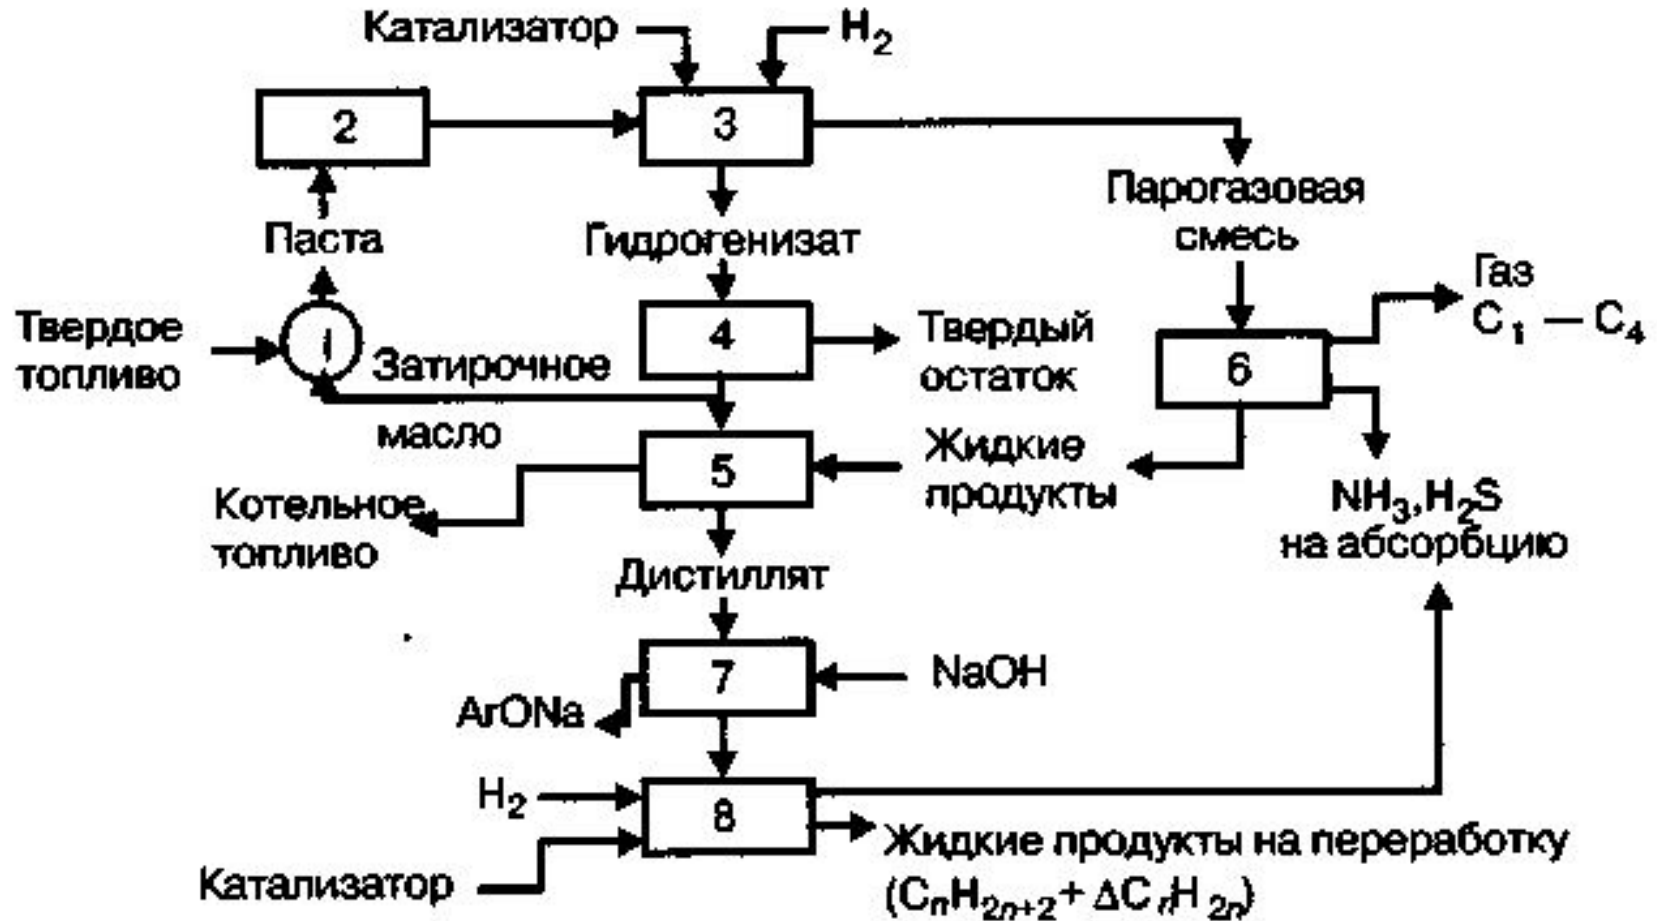 Катализатор
H₂
2
3
Парогазовая
смесь
Паста
Гидрогенизат
Газ
C₁ – C₄
Твердое
топливо
1
4
Твердый
остаток
6
Затирочное
масло
5
Жидкие
продукты
Котельное
топливо
NH₃,H₂S
на абсорбцию
Дистиллят
7
NaOH
ArONa
H₂
8
Жидкие продукты на переработку
(CₙH₂ₙ₊₂+ ΔCₙH₂ₙ)
Катализатор